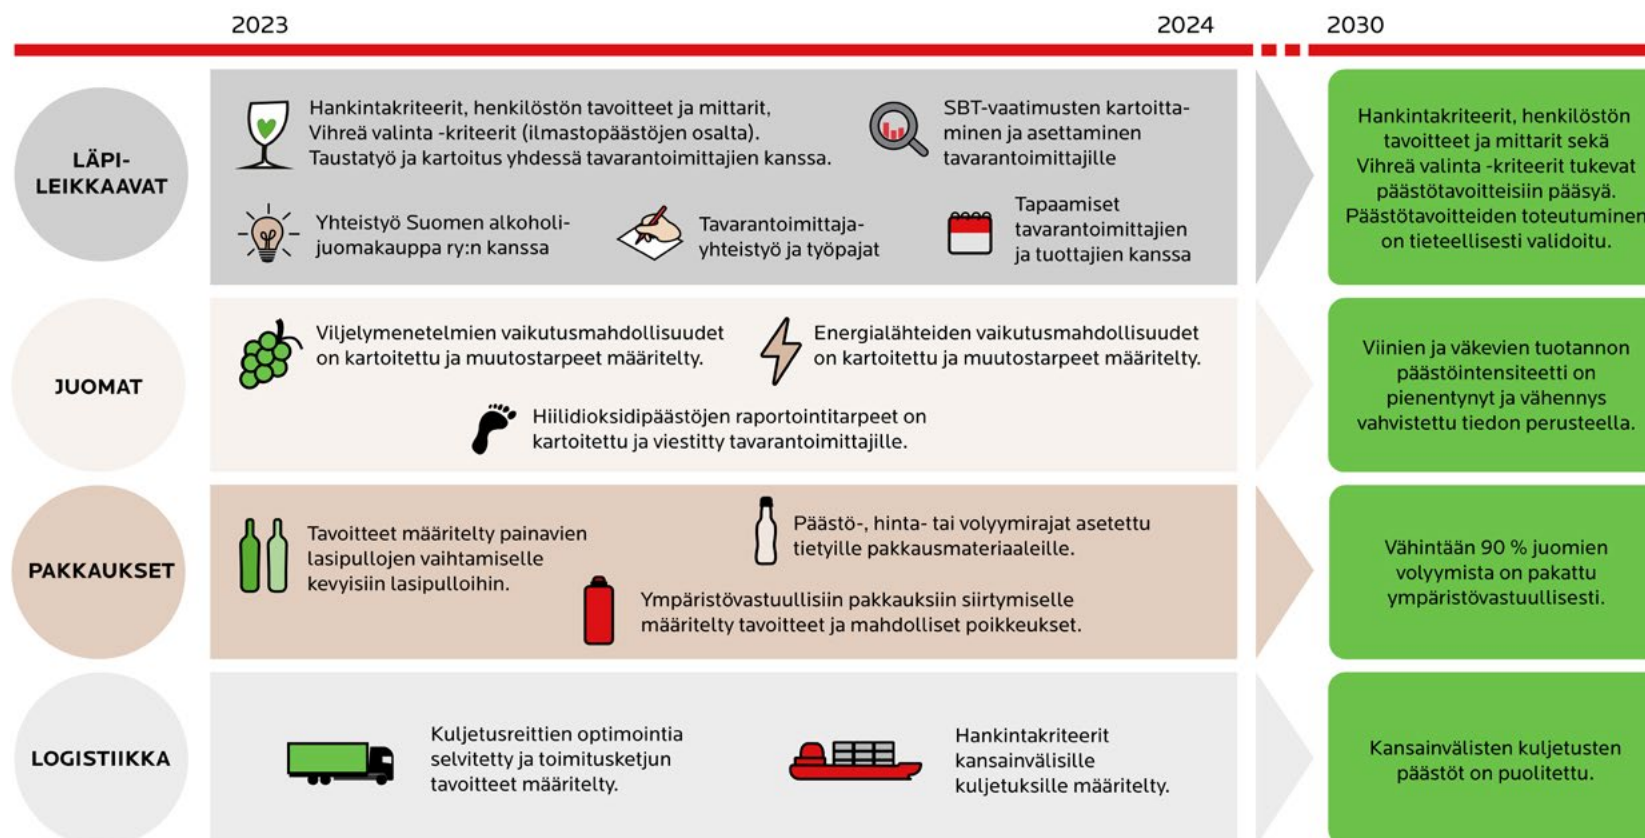 2023
2024
2030
LÄPI-
LEIKKAAVAT
Hankintakriteerit, henkilöstön tavoitteet ja mittarit,
Vihreä valinta -kriteerit (ilmastopäästöjen osalta).
Taustatyö ja kartoitus yhdessä tavarantoimittajien kanssa.
SBT-vaatimusten kartoitta-
minen ja asettaminen
tavarantoimittajille
Yhteistyö Suomen alkoholi-
juomakauppa ry:n kanssa
Tavarantoimittaja-
yhteistyö ja työpajat
Tapaamiset
tavarantoimittajien
ja tuottajien kanssa
Hankintakriteerit, henkilöstön
tavoitteet ja mittarit sekä
Vihreä valinta -kriteerit tukevat
päästötavoitteisiin pääsyä.
Päästötavoitteiden toteutuminen
on tieteellisesti validoitu.
JUOMAT
Viljelymenetelmien vaikutusmahdollisuudet
on kartoitettu ja muutostarpeet määritelty.
Energialähteiden vaikutusmahdollisuudet
on kartoitettu ja muutostarpeet määritelty.
Hiilidioksidipäästöjen raportointitarpeet on
kartoitettu ja viestitty tavarantoimittajille.
Viinien ja väkevien tuotannon
päästöintensiteetti on
pienentynyt ja vähennys
vahvistettu tiedon perusteella.
PAKKAUKSET
Tavoitteet määritelty painavien
lasipullojen vaihtamiselle
kevyisiin lasipulloihin.
Päästö-, hinta- tai volyymirajat asetettu
tietyille pakkausmateriaaleille.
Ympäristövastuullisiin pakkauksiin siirtymiselle
määritelty tavoitteet ja mahdolliset poikkeukset.
Vähintään 90 % juomien
volyymista on pakattu
ympäristövastuullisesti.
LOGISTIIKKA
Kuljetusreittien optimointia
selvitetty ja toimitusketjun
tavoitteet määritelty.
Hankintakriteerit
kansainvälisille
kuljetuksille määritelty.
Kansainvälisten kuljetusten
päästöt on puolitettu.